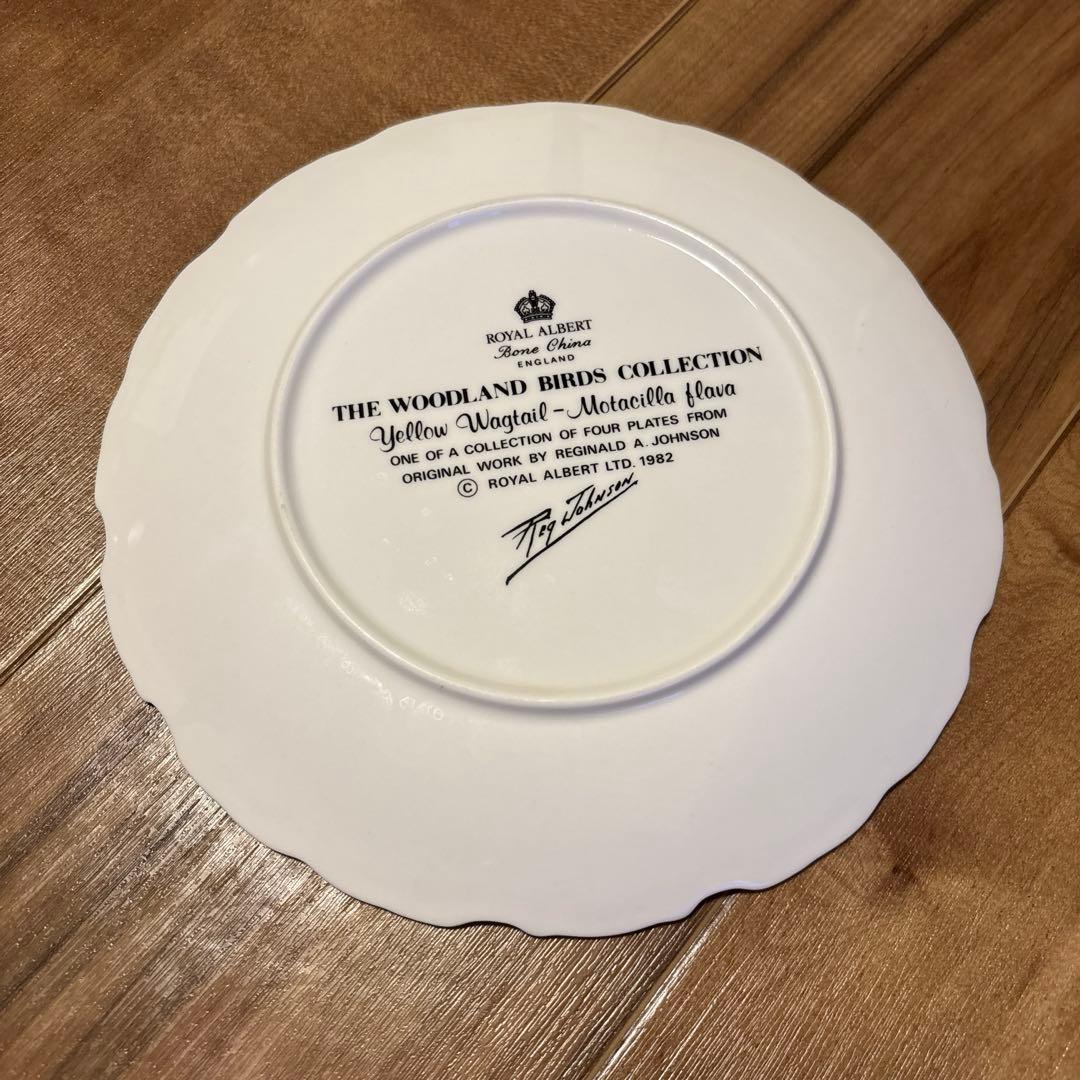 ROYAL ALBERT
Bone China
ENGLAND
THE WOODLAND BIRDS COLLECTION
Yellow Wagtail - Motacilla flava
ONE OF A COLLECTION OF FOUR PLATES FROM
ORIGINAL WORK BY REGINALD A. JOHNSON
© ROYAL ALBERT LTD. 1982
Reg Johnson